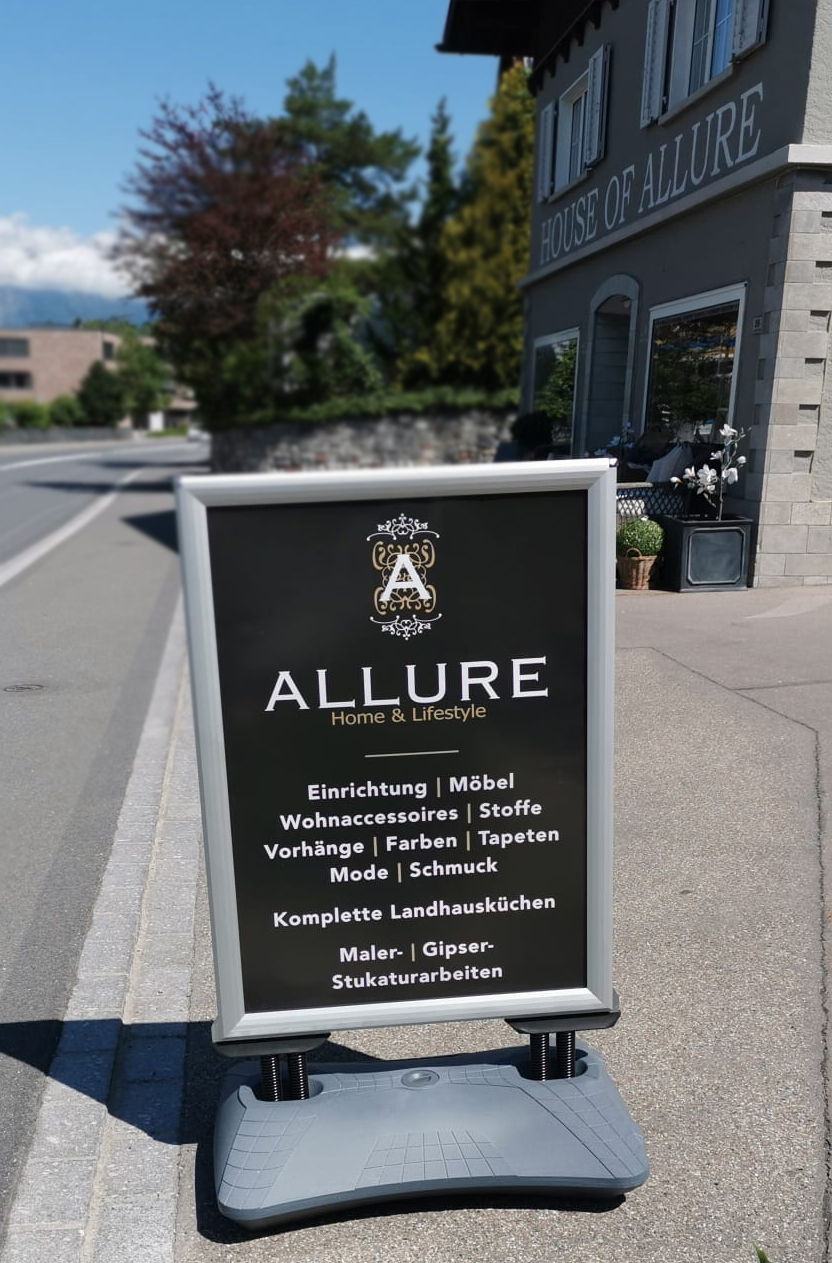 HOUSE OF ALLURE
A
ALLURE
Home & Lifestyle
Einrichtung | Möbel
Wohnaccessoires | Stoffe
Vorhänge | Farben | Tapeten
Mode | Schmuck
Komplette Landhausküchen
Maler- | Gipser-
Stukaturarbeiten